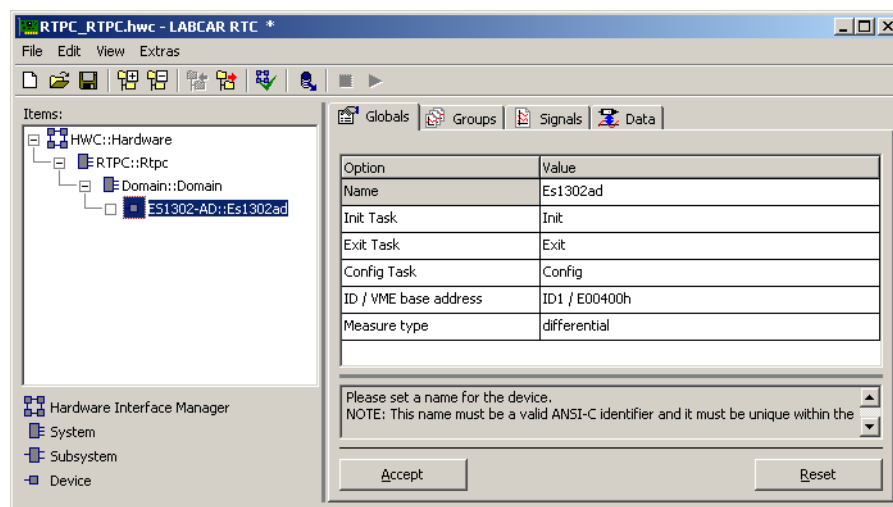 RTPC_RTPC.hwc - LABCAR RTC *
File Edit View Extras
Items:
HWC::Hardware
RTPC::Rtpc
Domain::Domain
ES1302-AD::Es1302ad
Hardware Interface Manager
System
Subsystem
Device
Globals Groups Signals Data
Option Value
Name Es1302ad
Init Task Init
Exit Task Exit
Config Task Config
ID / VME base address ID1 / E00400h
Measure type differential
Please set a name for the device.
NOTE: This name must be a valid ANSI-C identifier and it must be unique within the
Accept Reset